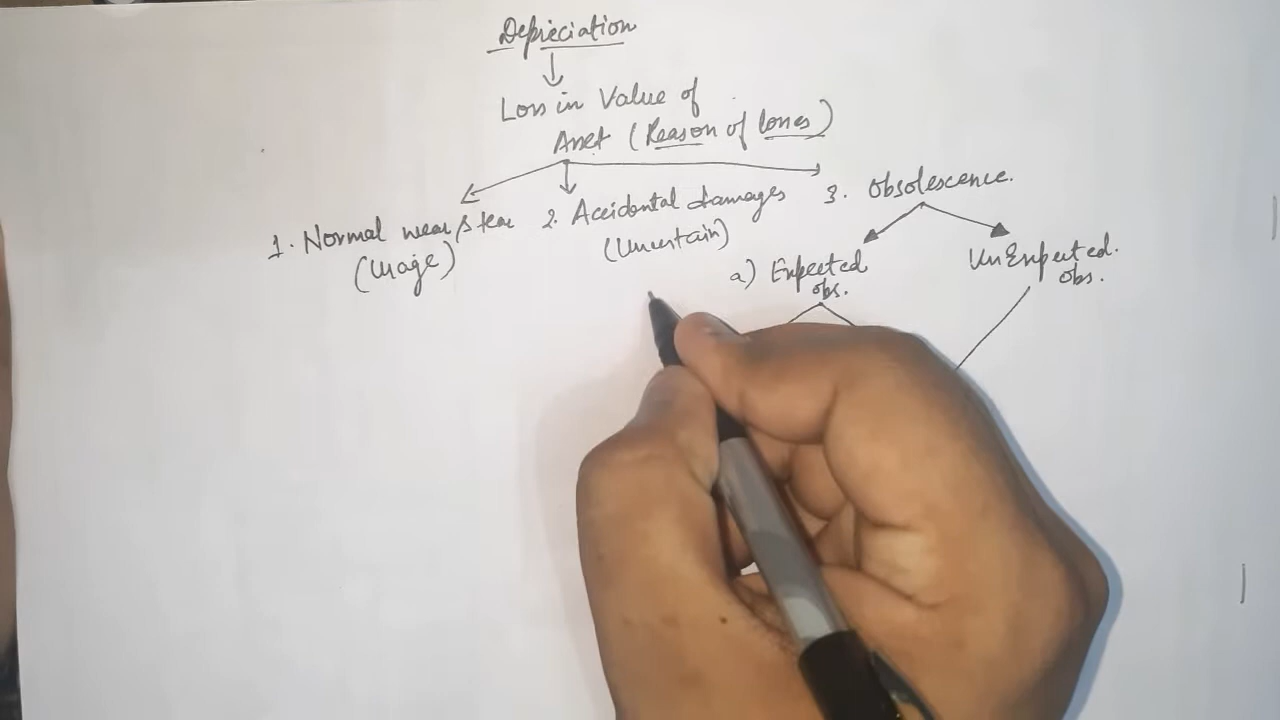 Depreciation
Loss in Value of
Asset (Reason of losses)
1. Normal wear & tear
(Usage)
2. Accidental damages
(Uncertain)
3. Obsolescence.
a) Expected
obs.
UnExpected.
obs.